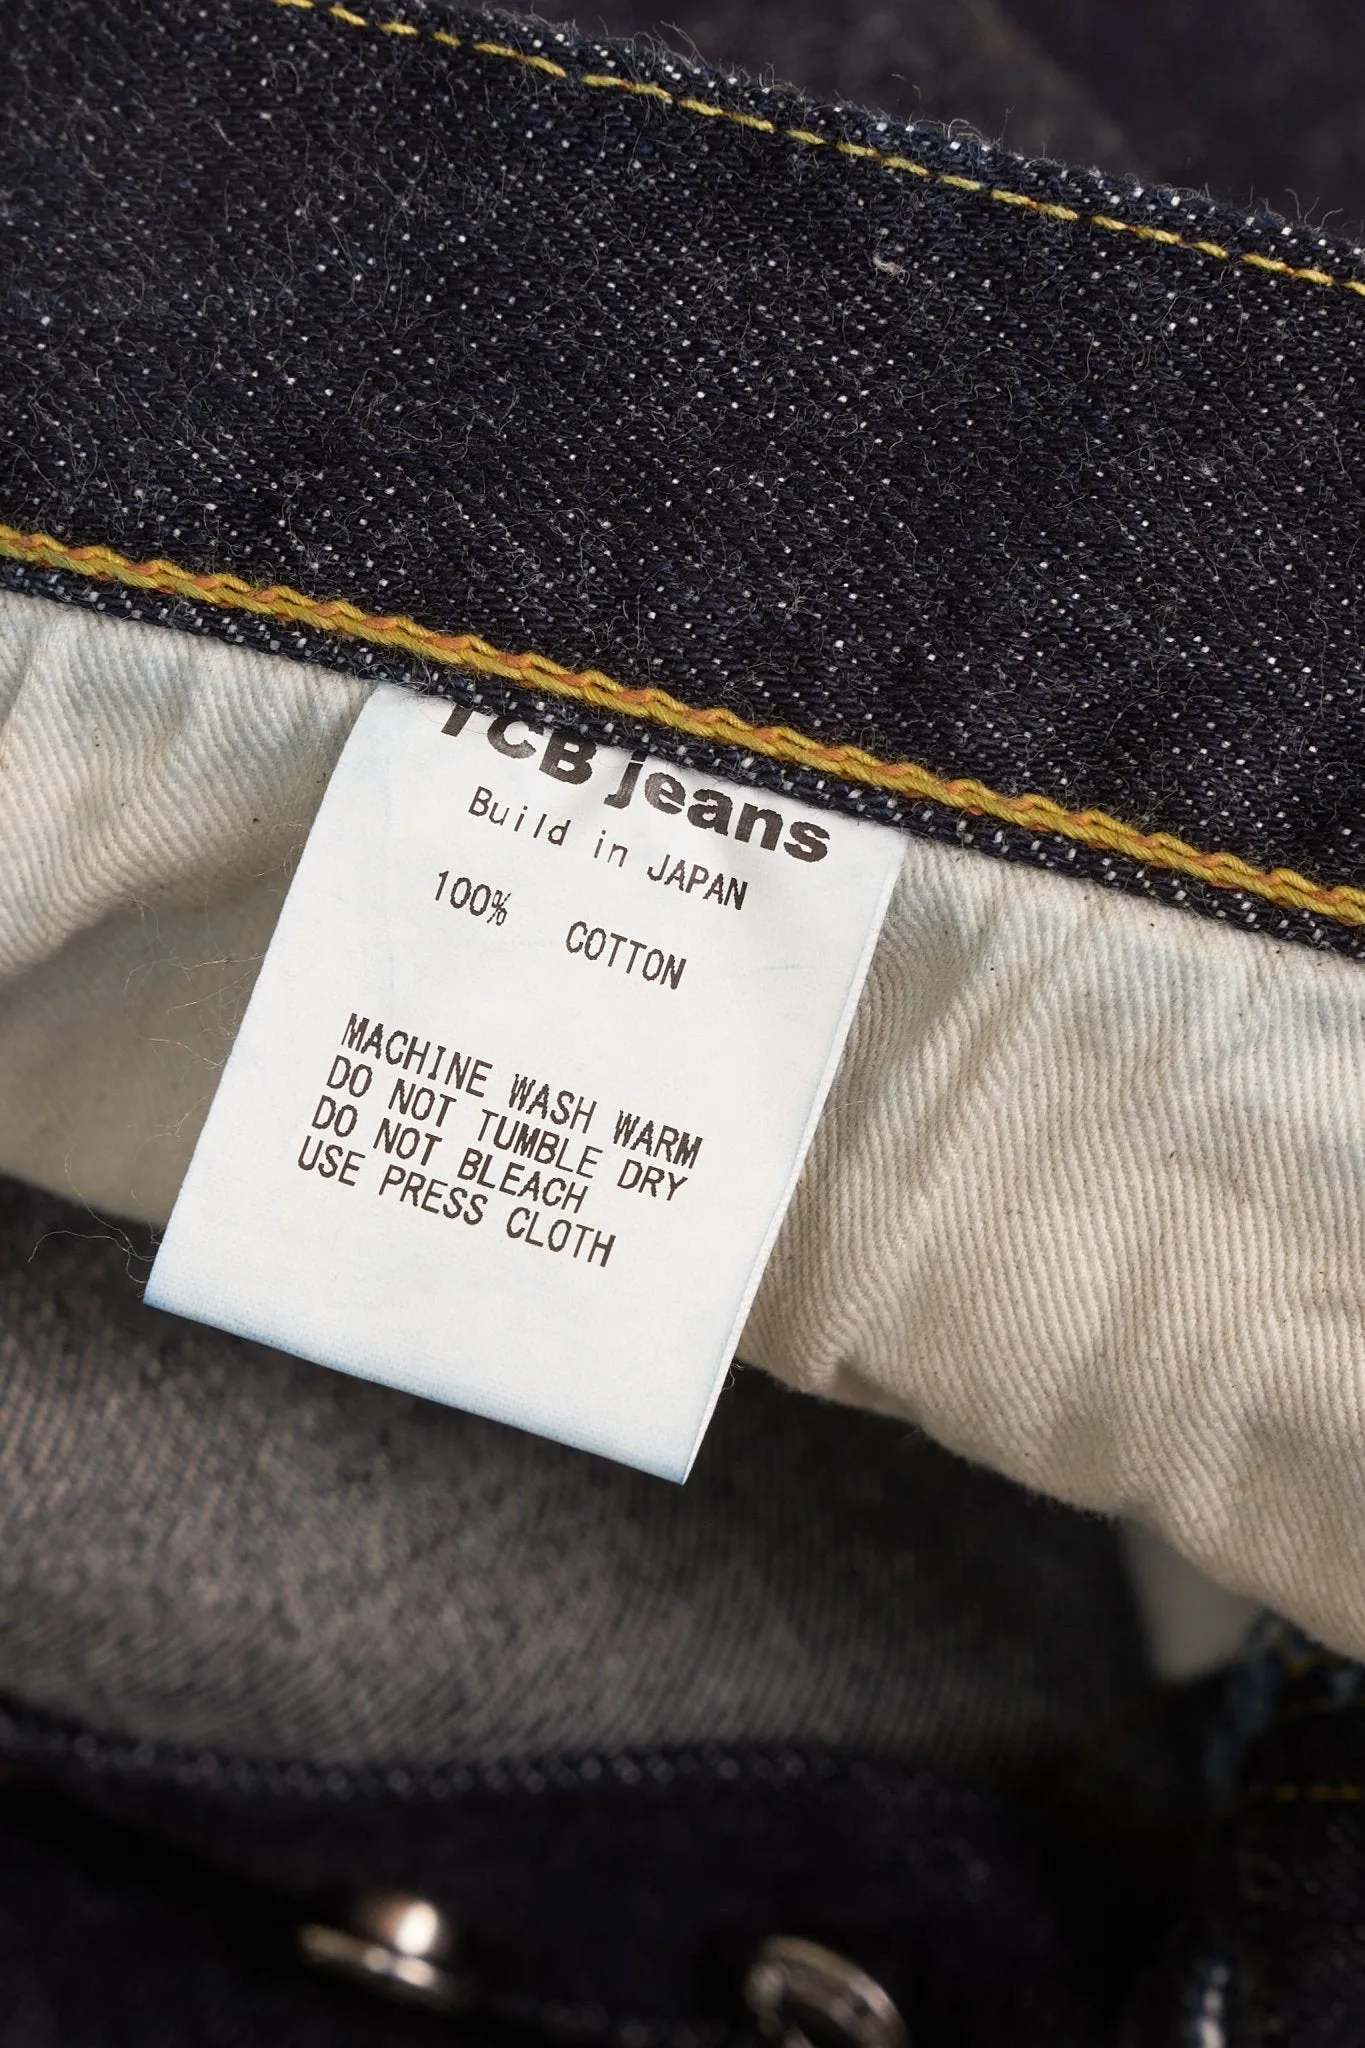 TCB jeans
Build in JAPAN
100% COTTON
MACHINE WASH WARM
DO NOT TUMBLE DRY
DO NOT BLEACH
USE PRESS CLOTH